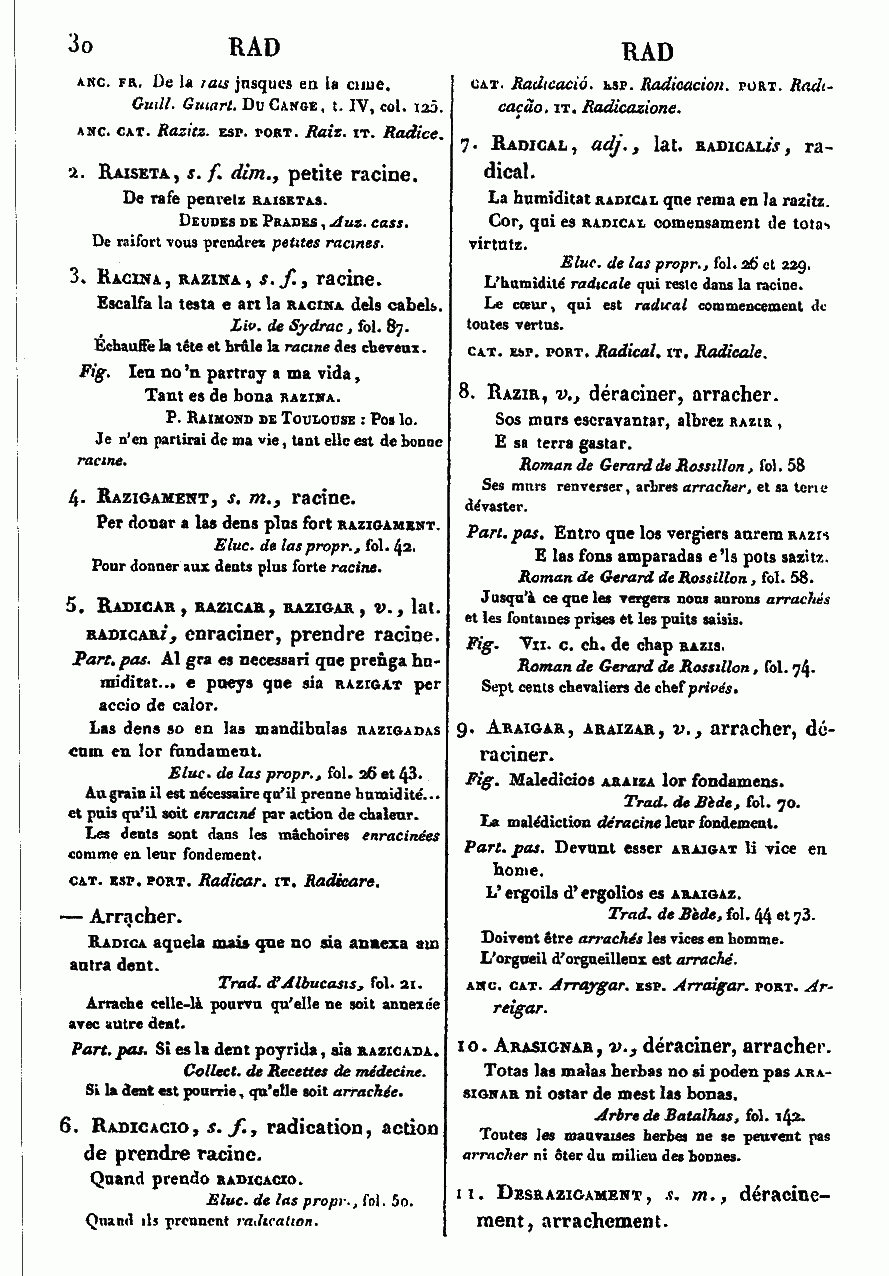 30 RAD RAD
ANC. FR. De la rais jusques en la cime.
Guill. Guiart. DU CANGE, t. IV, col. 125.
ANC. CAT. Razitz. ESP. PORT. Raiz. IT. Radice.
2. RAISETA, s. f. dim., petite racine.
De rafe penretz RAISETAS.
DEUDES DE PRADES, Auz. cass.
De raifort vous prendrez petites racines.
3. RACINA, RAZINA, s. f., racine.
Escalfa la testa e art la RACINA dels cabels.
Liv. de Sydrac, fol. 87.
Échauffe la tête et brûle la racine des cheveux.
Fig. Ieu no'n partray a ma vida,
Tant es de bona RAZINA.
P. RAIMOND DE TOULOUSE : Pos lo.
Je n'en partirai de ma vie, tant elle est de bonne
racine.
4. RAZIGAMENT, s. m., racine.
Per donar a las dens plus fort RAZIGAMENT.
Eluc. de las propr., fol. 42.
Pour donner aux dents plus forte racine.
5. RADICAR, RAZICAR, RAZIGAR, v., lat.
RADICARI, enraciner, prendre racine.
Part. pas. Al gra es necessari que prenga hu-
miditat... e pueys que sia RAZIGAT per
accio de calor.
Las dens so en las mandibulas RAZIGADAS
cum en lor fundament.
Eluc. de las propr., fol. 26 et 43.
Au grain il est nécessaire qu'il prenne humidité...
et puis qu'il soit enraciné par action de chaleur.
Les dents sont dans les mâchoires enracinées
comme en leur fondement.
CAT. ESP. PORT. Radicar. IT. Radicare.
— Arracher.
RADICA aquela mais que no sia annexa am
autra dent.
Trad. d'Albucasis, fol. 21.
Arrache celle-là pourvu qu'elle ne soit annexée
avec autre dent.
Part. pas. Si es la dent poyrida, sia RAZICADA.
Collect. de Recettes de médecine.
Si la dent est pourrie, qu'elle soit arrachée.
6. RADICACIO, s. f., radication, action
de prendre racine.
Quand prendo RADICACIO.
Eluc. de las propr., fol. 50.
Quand ils prennent radication.
CAT. Radicació. ESP. Radicacion. PORT. Radi-
cação. IT. Radicazione.
7. RADICAL, adj., lat. RADICALis, ra-
dical.
La humiditat RADICAL que rema en la razitz.
Cor, qui es RADICAL comensament de totas
virtutz.
Eluc. de las propr., fol. 26 et 229.
L'humidité radicale qui reste dans la racine.
Le cœur, qui est radical commencement de
toutes vertus.
CAT. ESP. PORT. Radical. IT. Radicale.
8. RAZIR, v., déraciner, arracher.
Sos murs escravantar, albrez RAZIR,
E sa terra gastar.
Roman de Gerard de Rossillon, fol. 58
Ses murs renverser, arbres arracher, et sa terre
dévaster.
Part. pas. Entro que los vergiers aurem RAZIS
E las fons amparadas e'ls pots sazitz.
Roman de Gerard de Rossillon, fol. 58.
Jusqu'à ce que les vergers nous aurons arrachés
et les fontaines prises et les puits saisis.
Fig. VII. c. ch. de chap RAZIS.
Roman de Gerard de Rossillon, fol. 74.
Sept cents chevaliers de chef privés.
9. ARAIGAR, ARAIZAR, v., arracher, dé-
raciner.
Fig. Maledicios ARAIZA lor fondamens.
Trad. de Bède, fol. 70.
La malédiction déracine leur fondement.
Part. pas. Devunt esser ARAIGAT li vice en
home.
L'ergoils d'ergolios es ARAIGAZ.
Trad. de Bède, fol. 44 et 73.
Doivent être arrachés les vices en homme.
L'orgueil d'orgueilleux est arraché.
ANC. CAT. Arraygar. ESP. Arraigar. PORT. Ar-
reigar.
10. ARASIGNAR, v., déraciner, arracher.
Totas las malas herbas no si poden pas ARA-
SIGNAR ni ostar de mest las bonas.
Arbre de Batalhas, fol. 142.
Toutes les mauvaises herbes ne se peuvent pas
arracher ni ôter du milieu des bonnes.
11. DESRAZIGAMENT, s. m., déracine-
ment, arrachement.